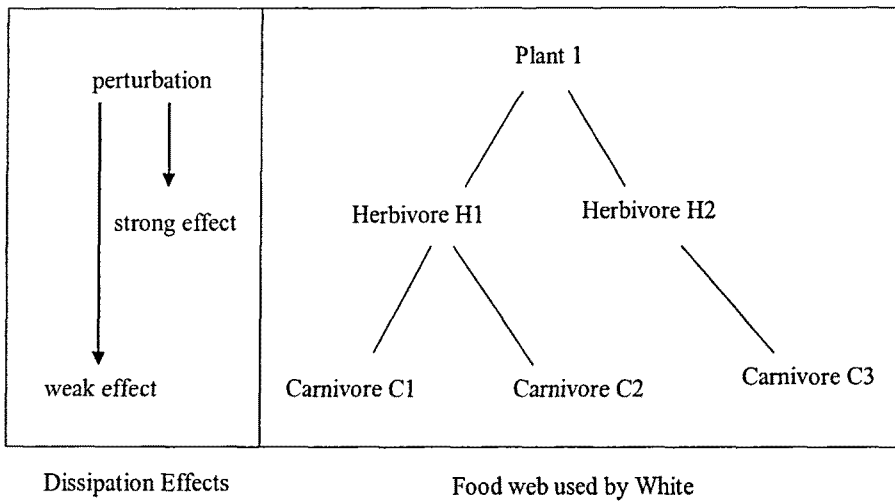 perturbation
strong effect
weak effect
Plant 1
Herbivore H1
Herbivore H2
Carnivore C1
Carnivore C2
Carnivore C3
Dissipation Effects
Food web used by White